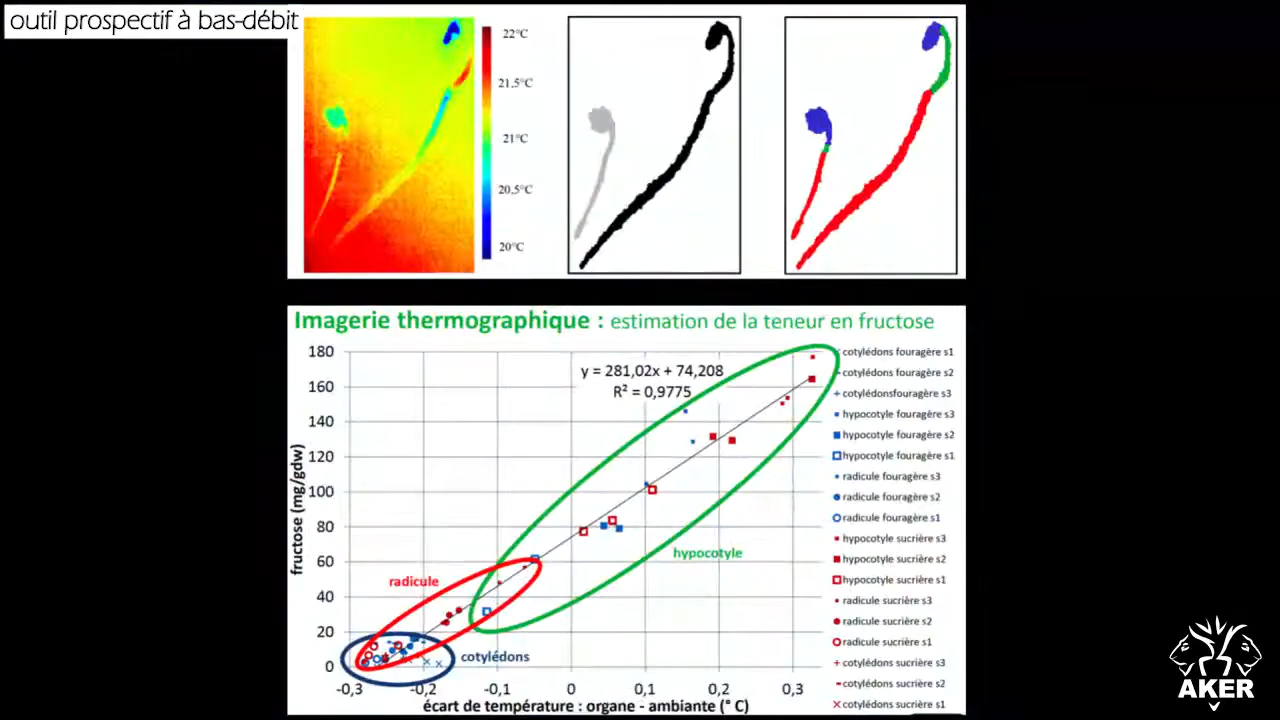 outil prospectif à bas-débit
22°C
21.5°C
21°C
20.5°C
20°C
Imagerie thermographique : estimation de la teneur en fructose
y = 281,02x + 74,208
R² = 0,9775
fructose (mg/gdw)
180
160
140
120
100
80
60
40
20
0
-0,3 -0,2 -0,1 0 0,1 0,2 0,3
écart de température : organe - ambiante (° C)
radicule
hypocotyle
cotylédons
cotylédons fouragère s1
cotylédons fouragère s2
cotylédonsfouragère s3
hypocotyle fouragère s3
hypocotyle fouragère s2
hypocotyle fouragère s1
radicule fouragère s3
radicule fouragère s2
radicule fouragère s1
hypocotyle sucrière s3
hypocotyle sucrière s2
hypocotyle sucrière s1
radicule sucrière s3
radicule sucrière s2
radicule sucrière s1
cotylédons sucrière s3
cotylédons sucrière s2
cotylédons sucrière s1
AKER